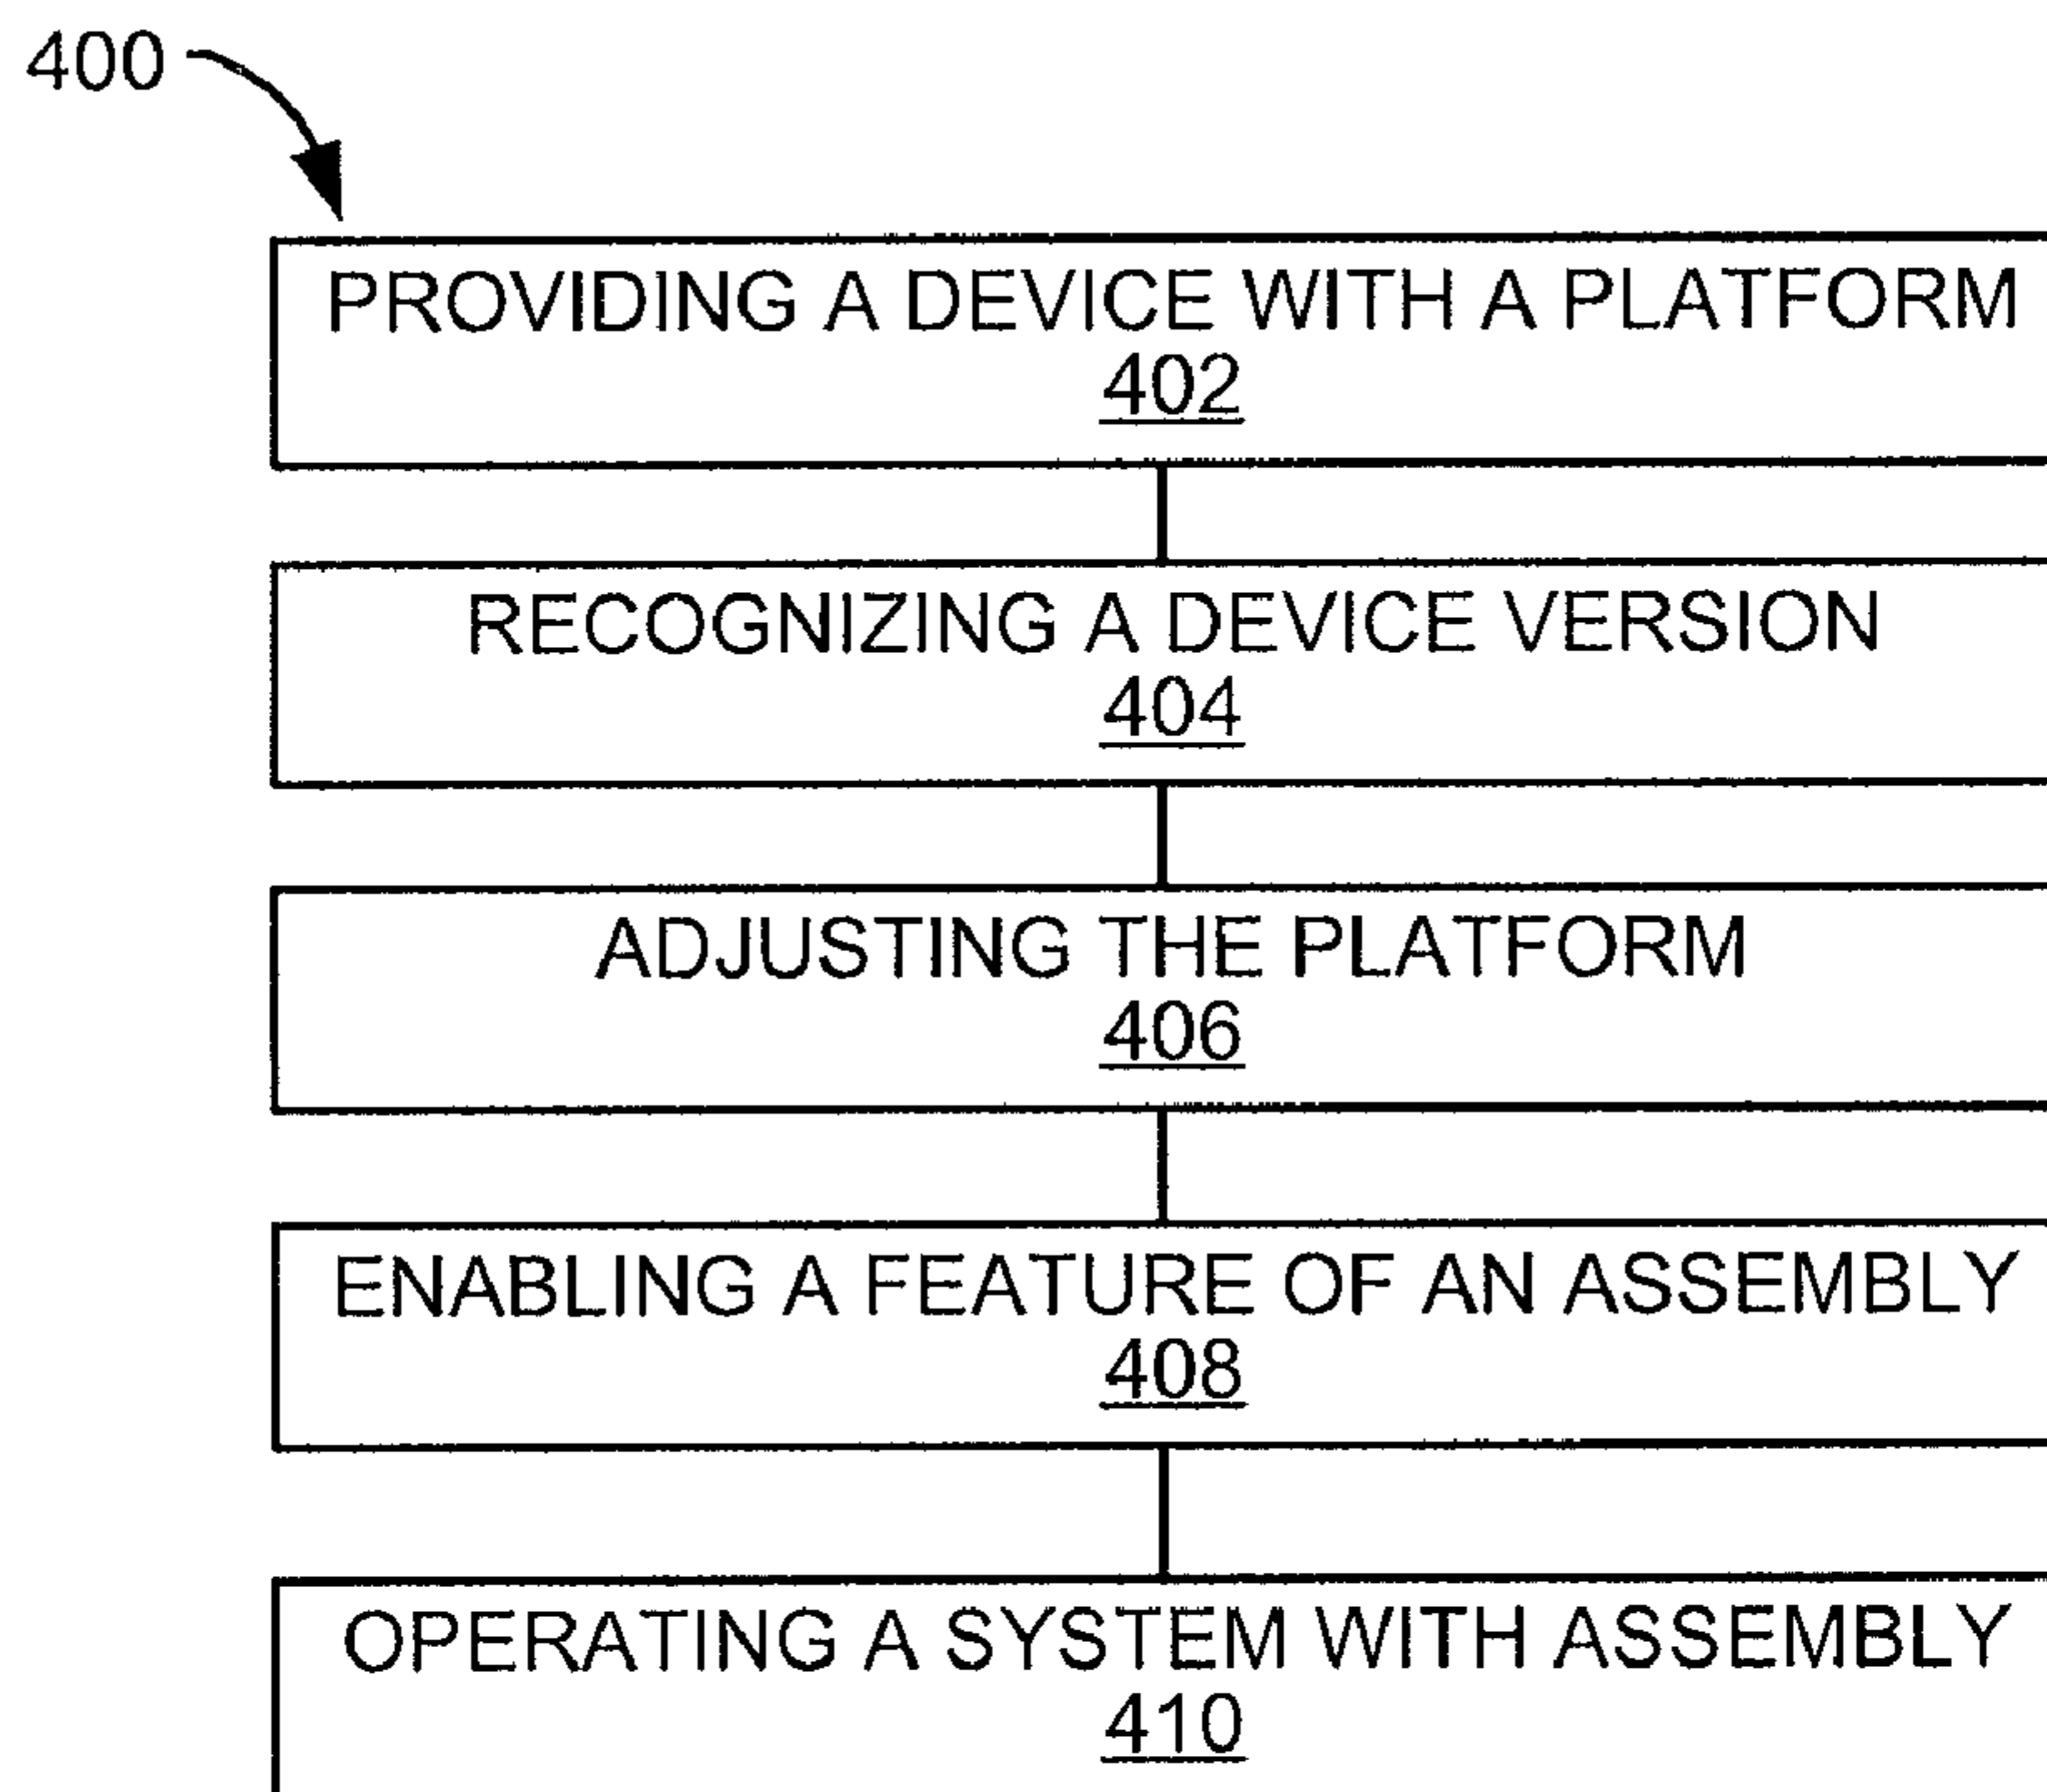 400
PROVIDING A DEVICE WITH A PLATFORM
402
RECOGNIZING A DEVICE VERSION
404
ADJUSTING THE PLATFORM
406
ENABLING A FEATURE OF AN ASSEMBLY
408
OPERATING A SYSTEM WITH ASSEMBLY
410